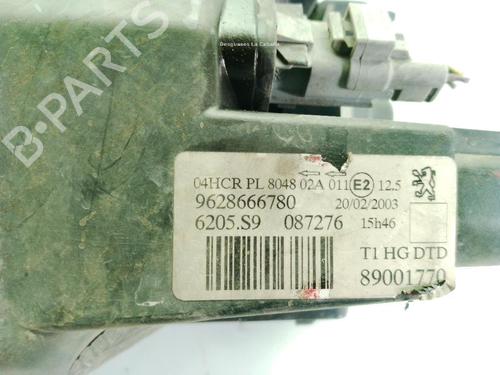 Desguaces La Cabaña
B-PARTS
04HCR PL 8048 02A 011 E2 12.5
9628666780 20/02/2003
6205.S9 087276 15h46
T1 HG DTD
89001770